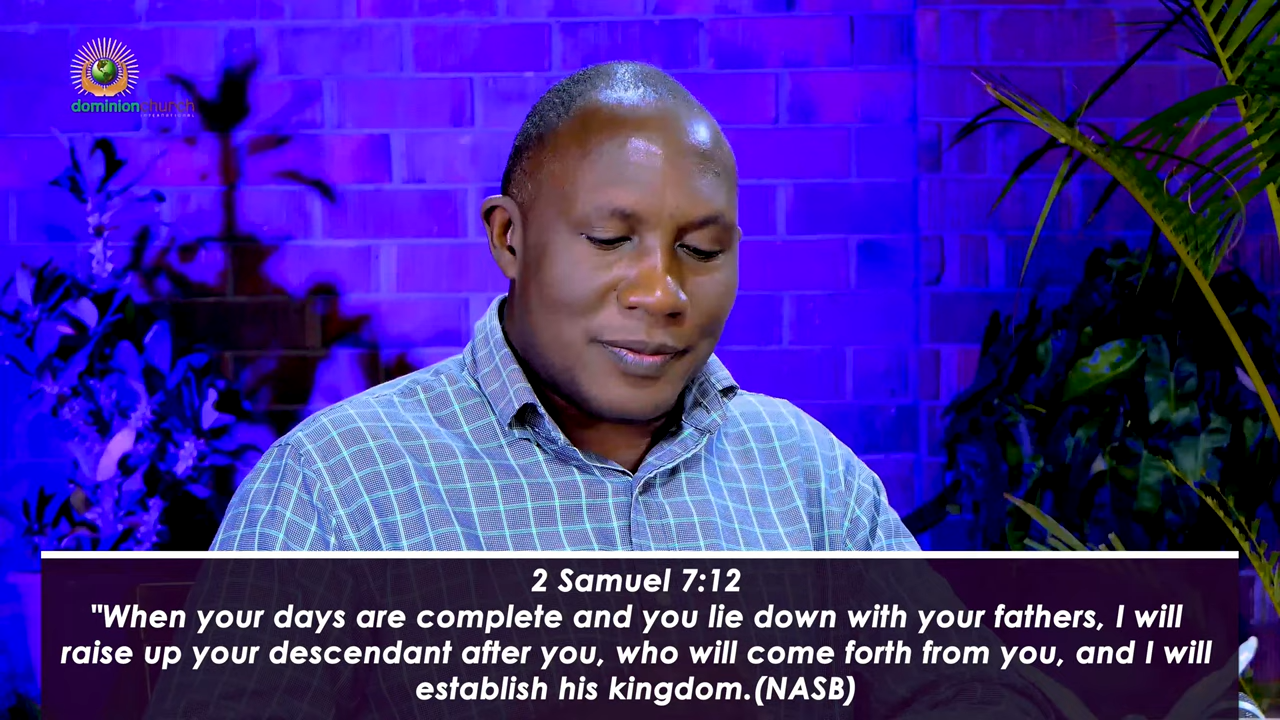 dominionchurch
INTERNATIONAL
2 Samuel 7:12
"When your days are complete and you lie down with your fathers, I will
raise up your descendant after you, who will come forth from you, and I will
establish his kingdom.(NASB)